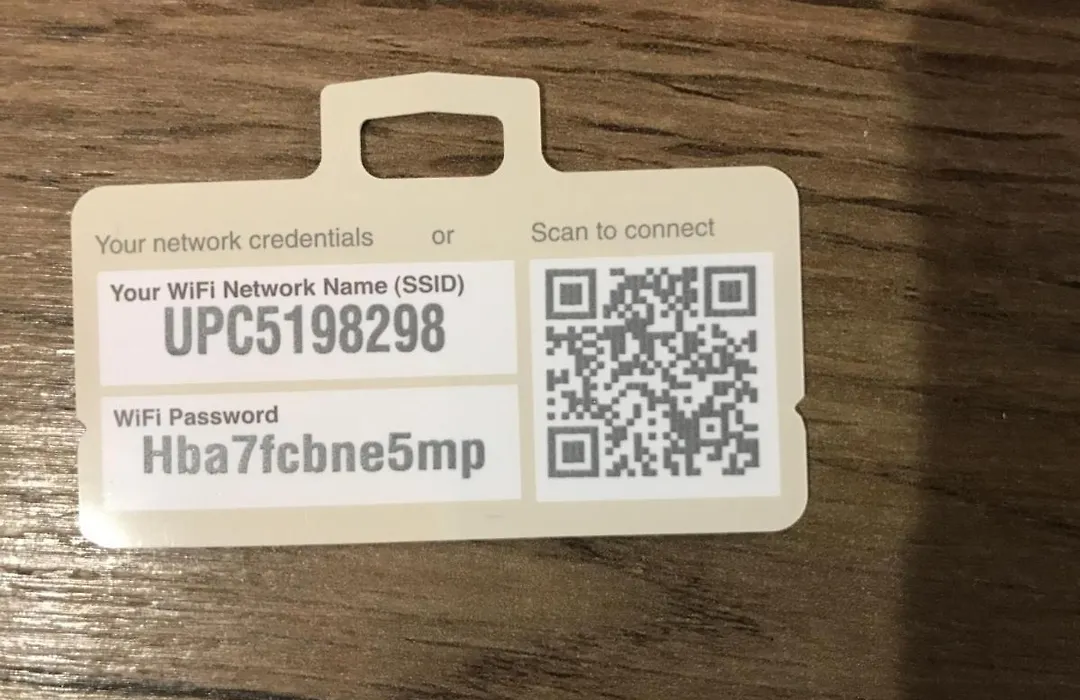 Your network credentials or Scan to connect
Your WiFi Network Name (SSID)
UPC5198298
WiFi Password
Hba7fcbne5mp